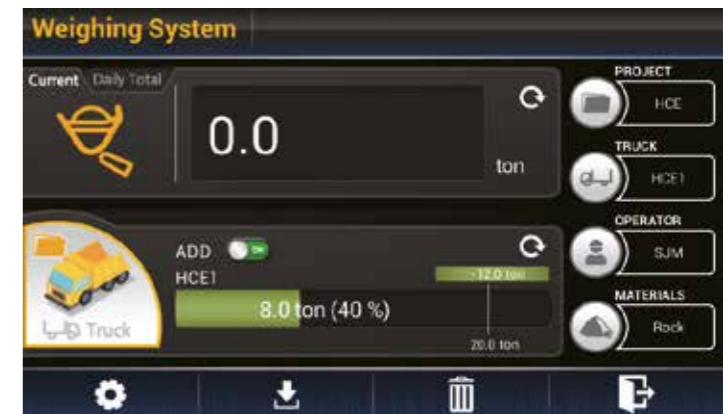 Weighing System
Current Daily Total
0.0
ton
ADD ON
HCE1
-12.0 ton
8.0 ton (40 %)
20.0 ton
Truck
PROJECT
HCE
TRUCK
HCE1
OPERATOR
SJM
MATERIALS
Rock